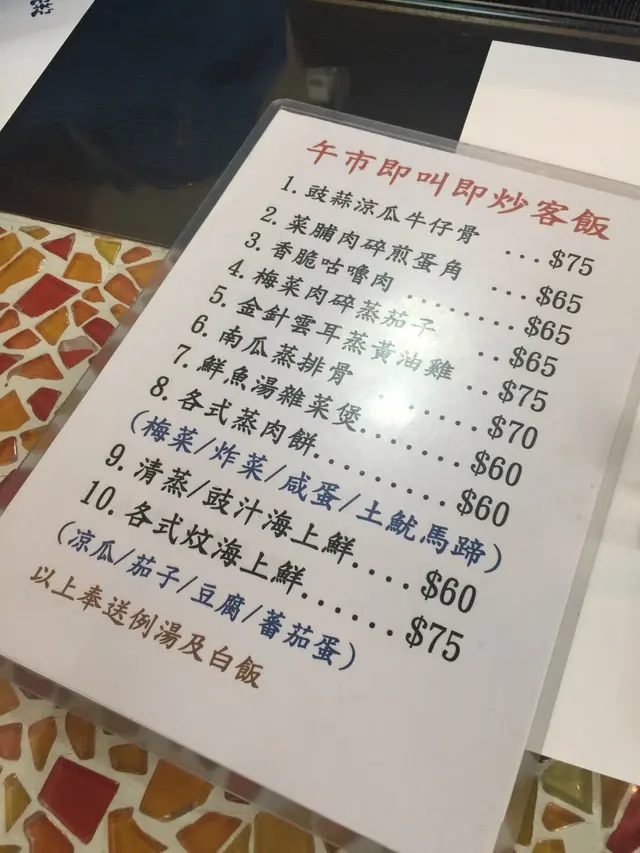 午市即叫即炒客飯
1. 豉蒜涼瓜牛仔骨 ... $75
2. 菜脯肉碎煎蛋角 ... $65
3. 香脆咕嚕肉 ........ $65
4. 梅菜肉碎蒸茄子 .. $65
5. 金針雲耳蒸黃油雞 .. $75
6. 南瓜蒸排骨 ....... $70
7. 鮮魚湯雜菜煲....... $60
8. 各式蒸肉餅.......... $60
(梅菜/炸菜/咸蛋/土魷馬蹄)
9. 清蒸/豉汁海上鮮.... $60
10. 各式炆海上鮮...... $75
(凉瓜/茄子/豆腐/蕃茄蛋)
以上奉送例湯及白飯